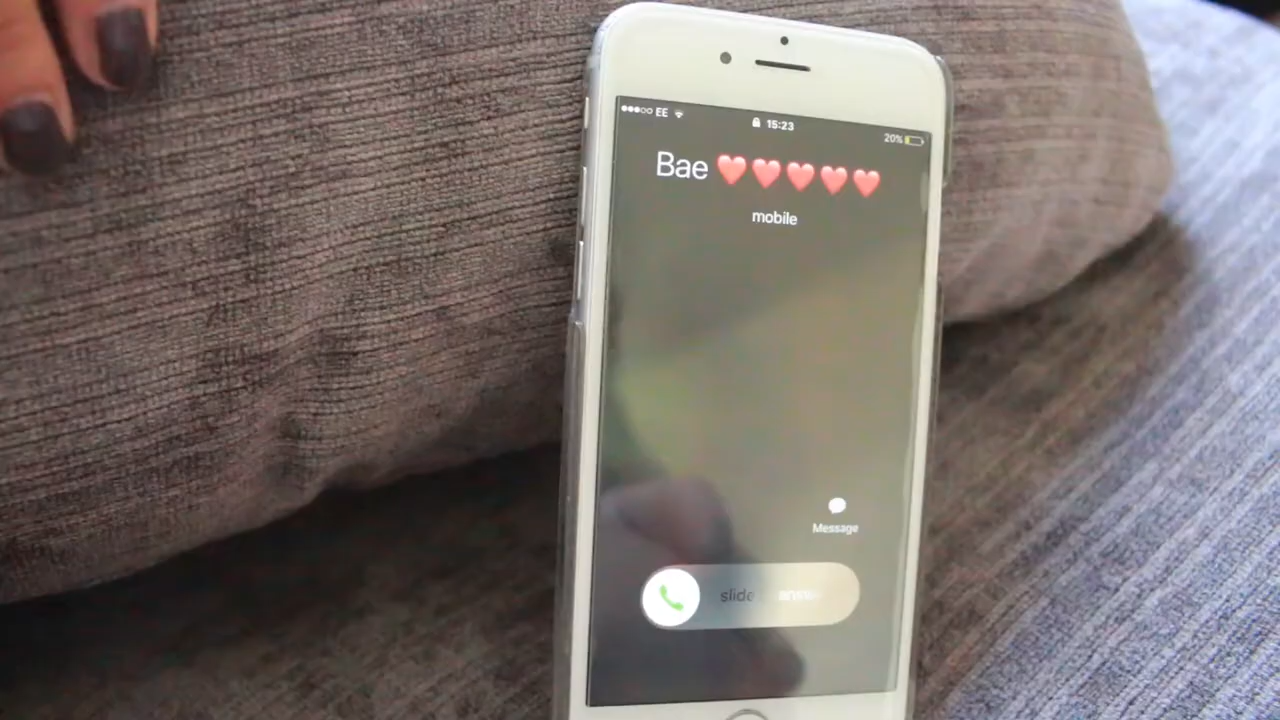 EE 15:23 20%
Bae ❤️❤️❤️❤️❤️
mobile
Message
slide